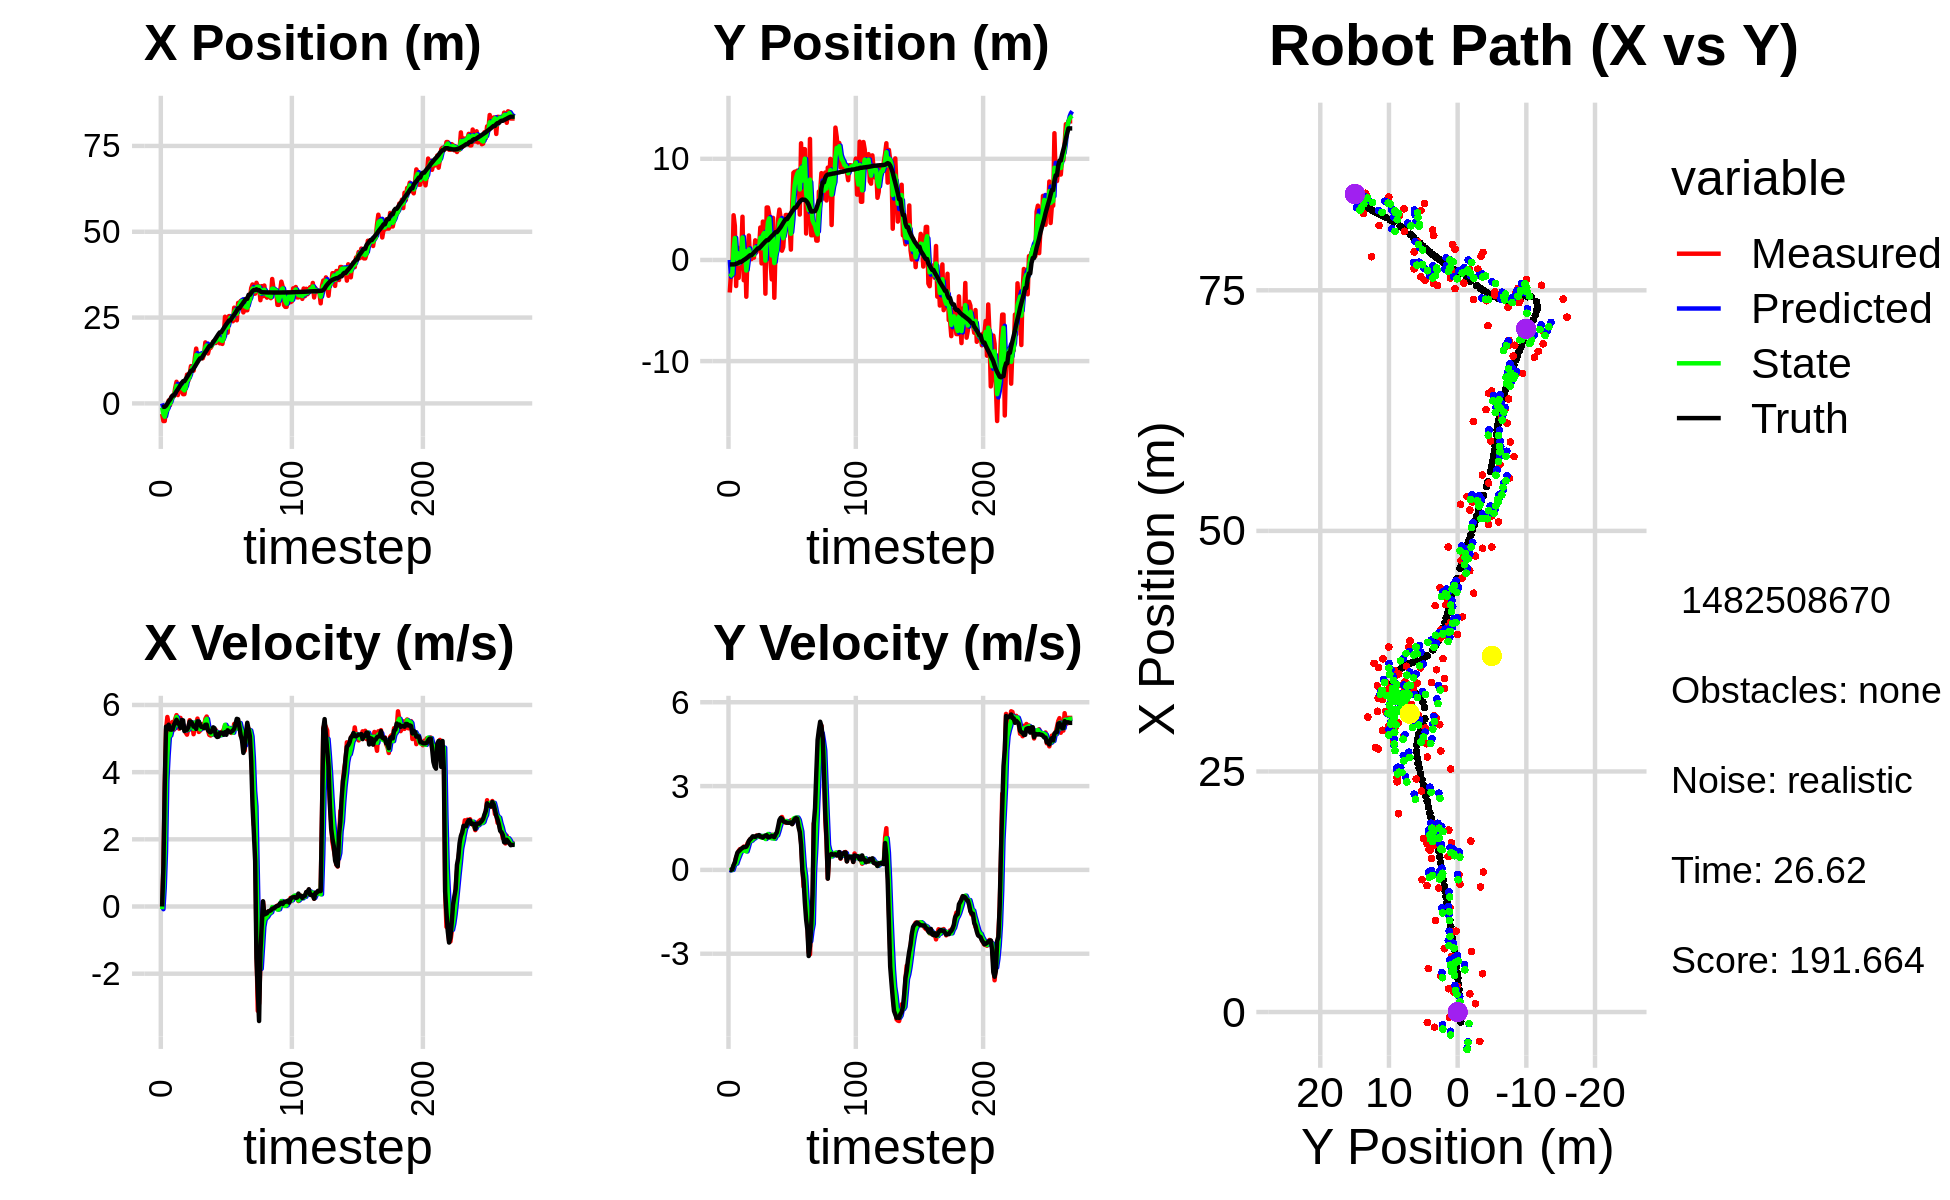 X Position (m)
75
50
25
0
0
100
200
timestep
Y Position (m)
10
0
-10
0
100
200
timestep
X Velocity (m/s)
6
4
2
0
-2
0
100
200
timestep
Y Velocity (m/s)
6
3
0
-3
0
100
200
timestep
Robot Path (X vs Y)
X Position (m)
75
50
25
0
20 10 0 -10 -20
Y Position (m)
variable
Measured
Predicted
State
Truth
1482508670
Obstacles: none
Noise: realistic
Time: 26.62
Score: 191.664